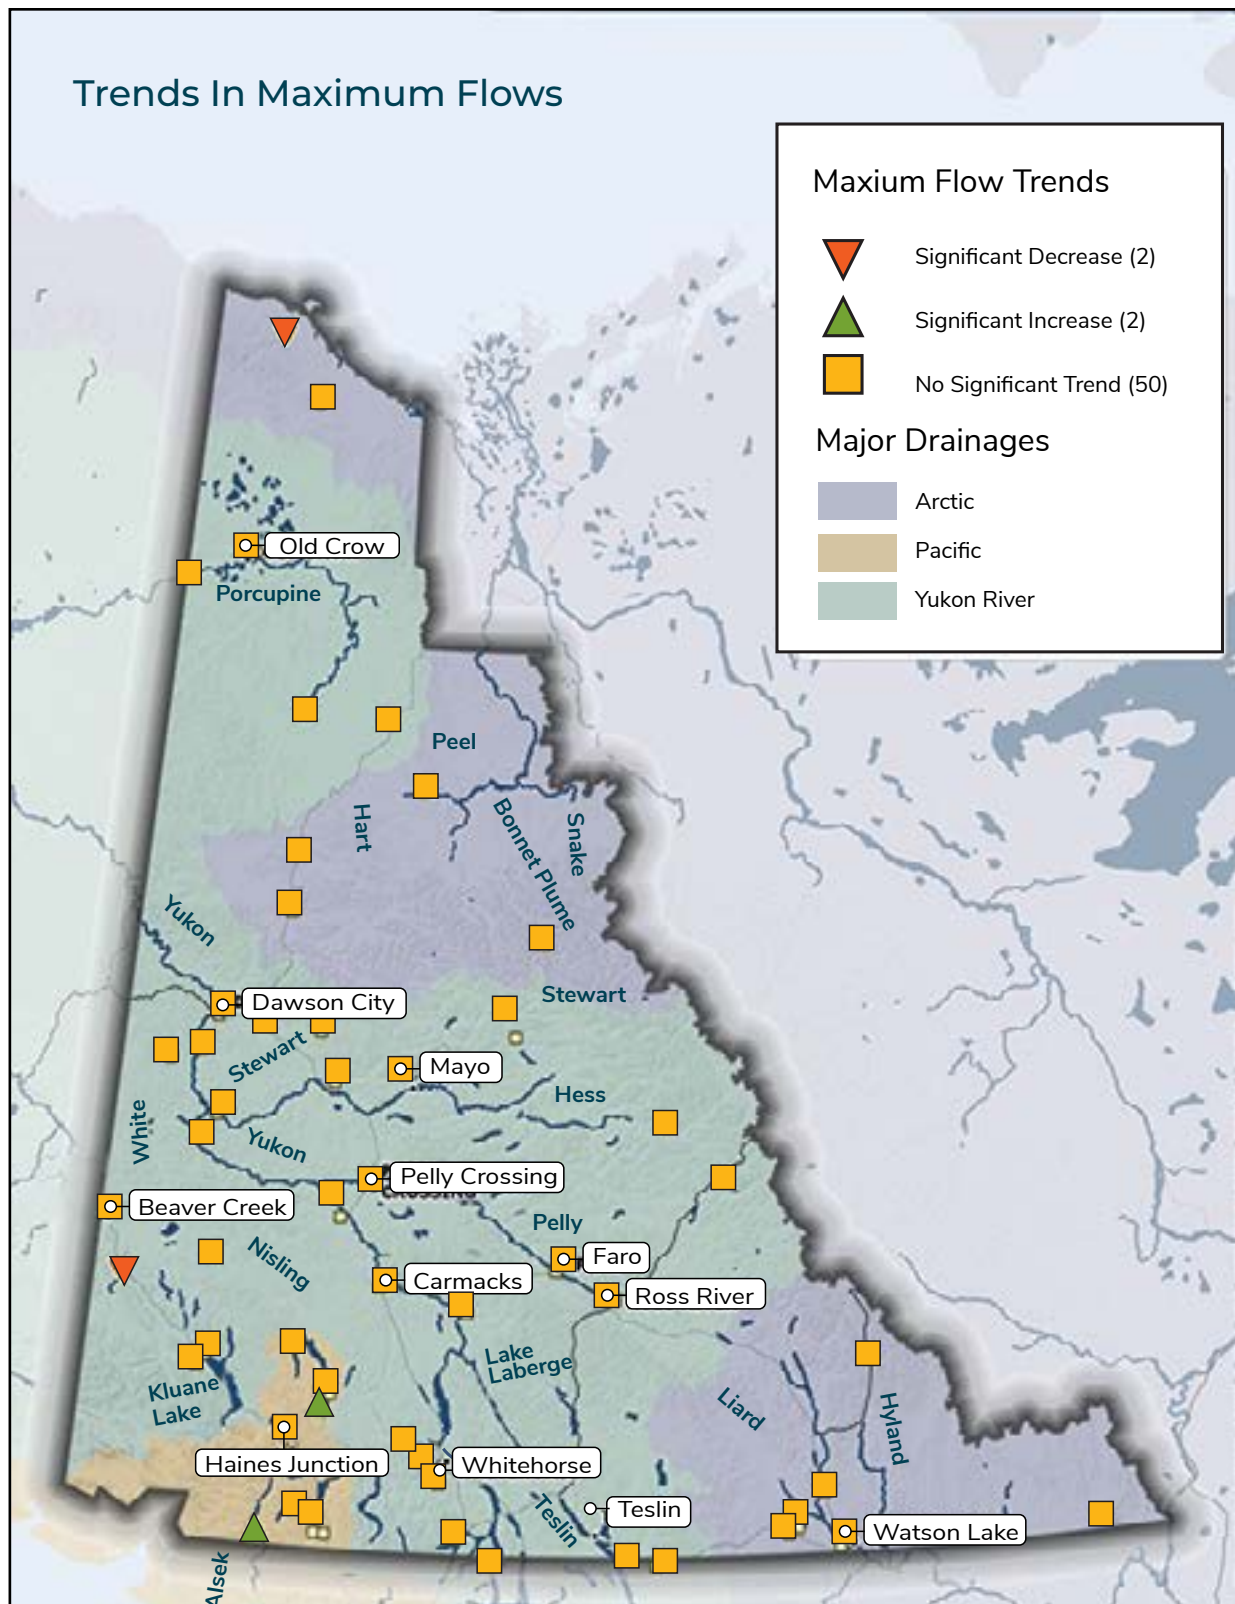 Trends In Maximum Flows
Maxium Flow Trends
Significant Decrease (2)
Significant Increase (2)
No Significant Trend (50)
Major Drainages
Arctic
Pacific
Yukon River
Old Crow
Porcupine
Peel
Hart
Bonnet Plume
Snake
Yukon
Stewart
Dawson City
Stewart
Mayo
Hess
White
Yukon
Pelly Crossing
Crossing
Beaver Creek
Pelly
Nisling
Faro
Carmacks
Ross River
Lake
Laberge
Kluane
Lake
Liard
Hyland
Haines Junction
Whitehorse
Teslin
Teslin
Watson Lake
Alsek